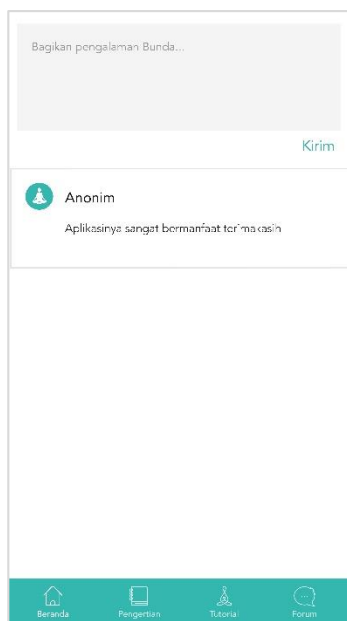 Bagikan pengalaman Bunda...
Kirim
Anonim
Aplikasinya sangat bermanfaat terimakasih
Beranda
Pengertian
Tutorial
Forum